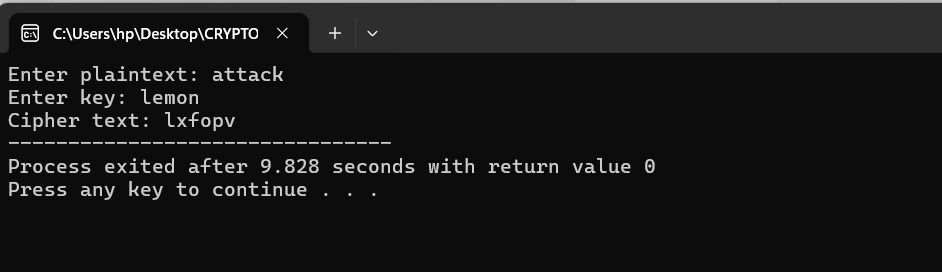 C:\Users\hp\Desktop\CRYPTO
Enter plaintext: attack
Enter key: lemon
Cipher text: lxfopv
--------------------------------
Process exited after 9.828 seconds with return value 0
Press any key to continue . . .